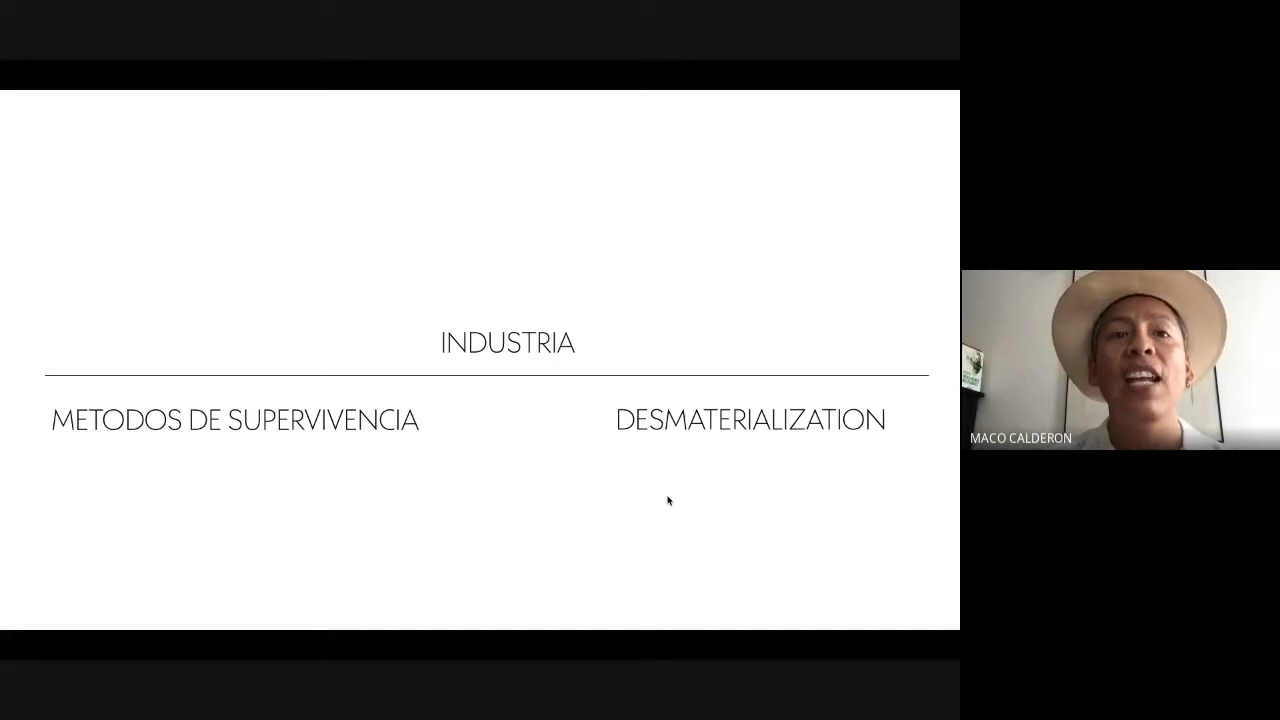 INDUSTRIA
METODOS DE SUPERVIVENCIA
DESMATERIALIZATION
MACO CALDERON